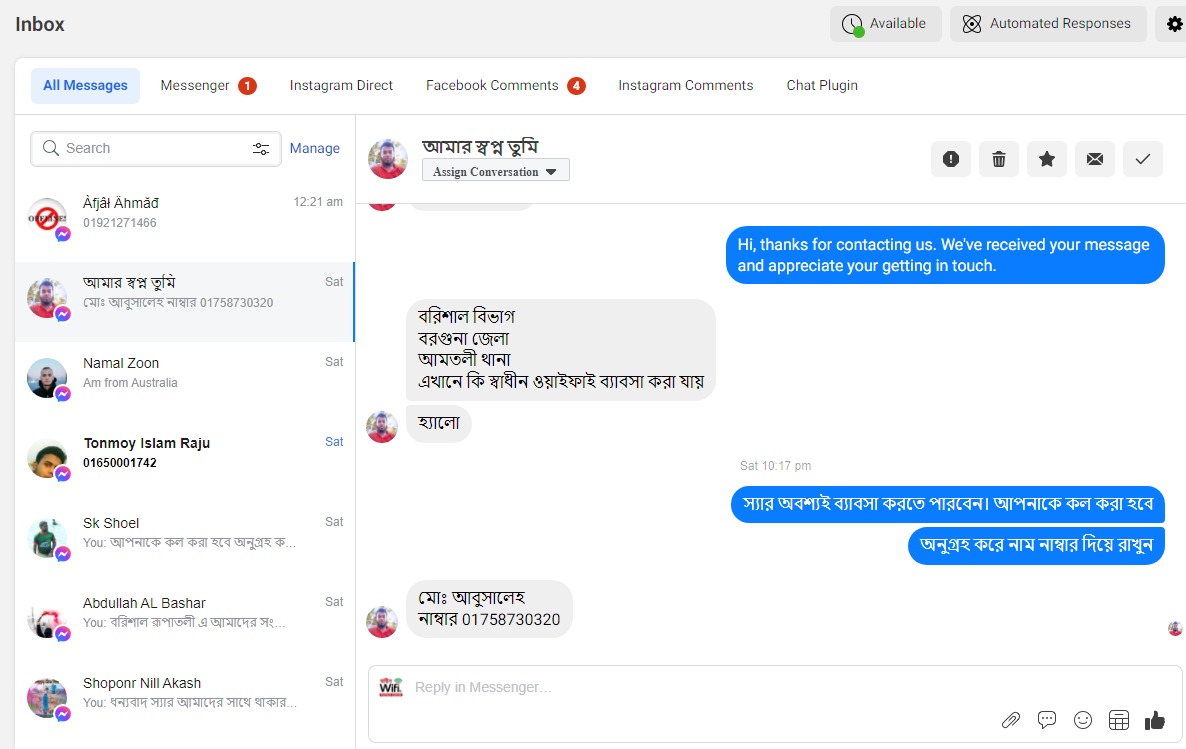 Inbox
Available
Automated Responses
All Messages
Messenger 1
Instagram Direct
Facebook Comments 4
Instagram Comments
Chat Plugin
Search
Manage
Àfjâł Ähmăđ
12:21 am
01921271466
আমার স্বপ্ন তুমি
Sat
মোঃ আবুসালেহ নাম্বার 01758730320
Namal Zoon
Sat
Am from Australia
Tonmoy Islam Raju
Sat
01650001742
Sk Shoel
Sat
You: আপনাকে কল করা হবে অনুগ্রহ ক...
Abdullah AL Bashar
Sat
You: বরিশাল রূপাতলী এ আমাদের সং...
Shoponr Nill Akash
Sat
You: ধন্যবাদ স্যার আমাদের সাথে থাকার...
আমার স্বপ্ন তুমি
Assign Conversation
Hi, thanks for contacting us. We've received your message
and appreciate your getting in touch.
বরিশাল বিভাগ
বরগুনা জেলা
আমতলী থানা
এখানে কি স্বাধীন ওয়াইফাই ব্যাবসা করা যায়
হ্যালো
Sat 10:17 pm
স্যার অবশ্যই ব্যাবসা করতে পারবেন। আপনাকে কল করা হবে
অনুগ্রহ করে নাম নাম্বার দিয়ে রাখুন
মোঃ আবুসালেহ
নাম্বার 01758730320
WiFi
Reply in Messenger...